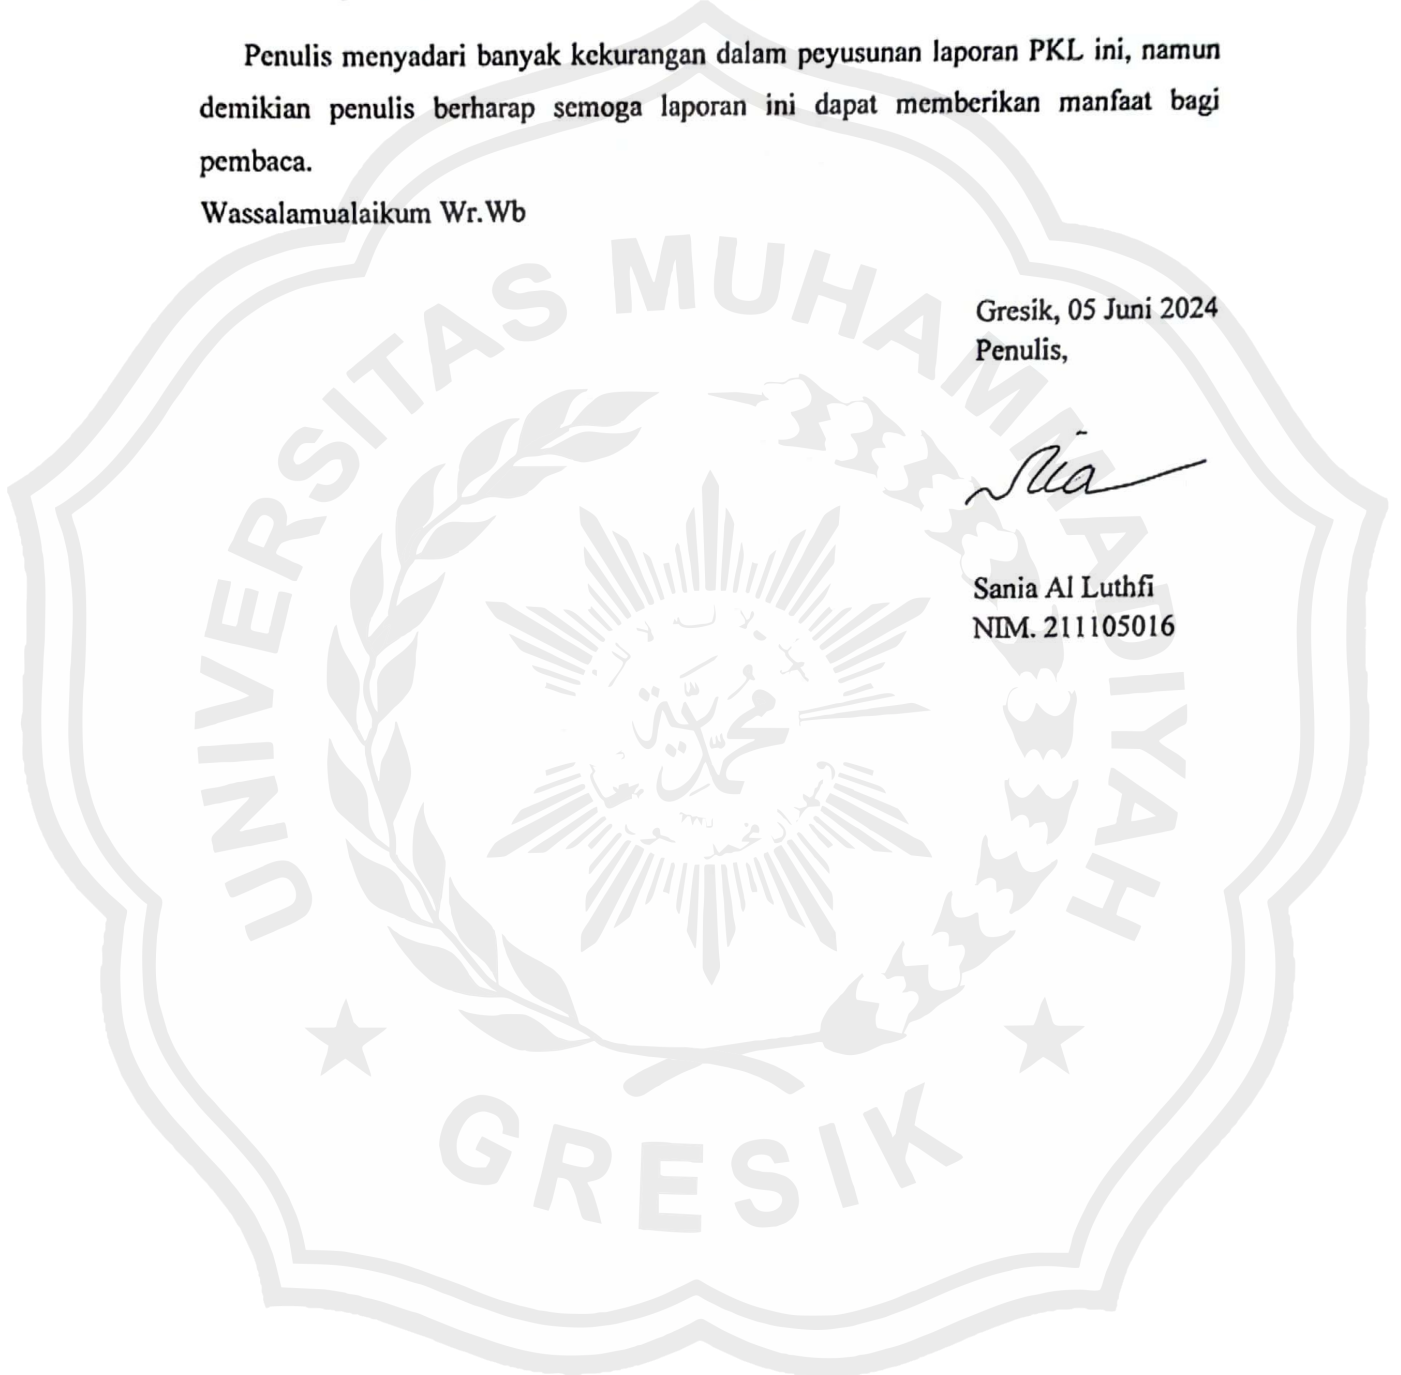 Penulis menyadari banyak kekurangan dalam peyusunan laporan PKL ini, namun
demikian penulis berharap semoga laporan ini dapat memberikan manfaat bagi
pembaca.
Wassalamualaikum Wr.Wb
Gresik, 05 Juni 2024
Penulis,
Sania Al Luthfi
NIM. 211105016
UNIVERSITAS MUHAMMADIYAH
GRESIK